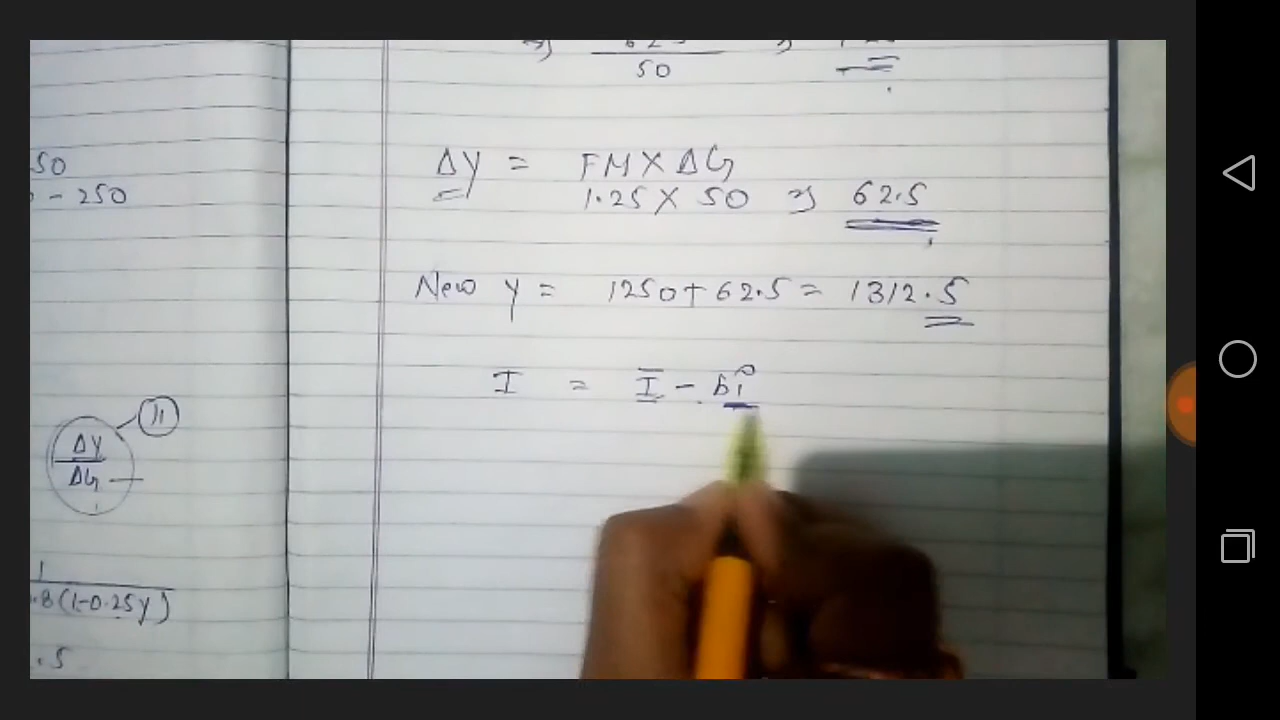 50
ΔY = FM X ΔG
1.25 X 50 ⇒ 62.5
New Y = 1250 + 62.5 = 1312.5
I = Ī - bi
50
- 250
11
ΔY
ΔG
1
.8(1-0.25Y)
.5